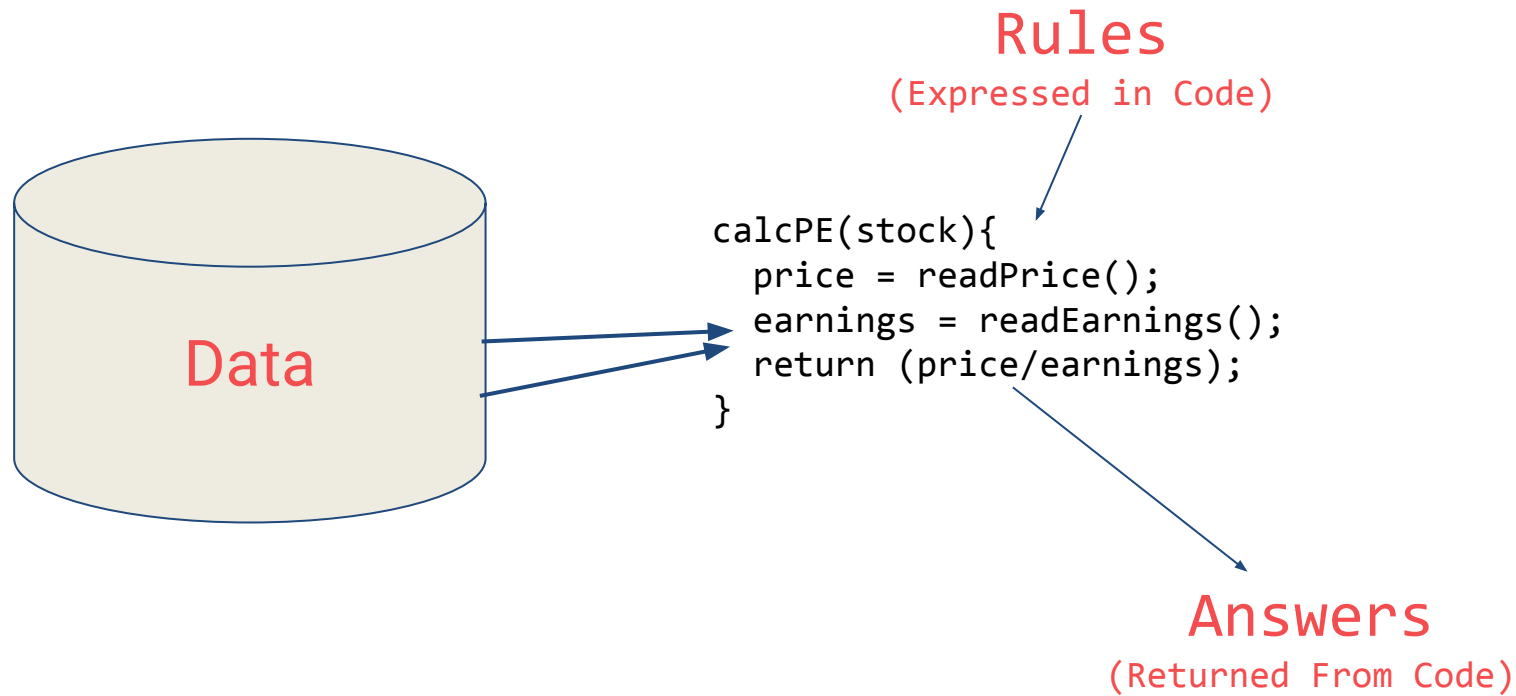 Rules
(Expressed in Code)
Data
calcPE(stock){
  price = readPrice();
  earnings = readEarnings();
  return (price/earnings);
}
Answers
(Returned From Code)